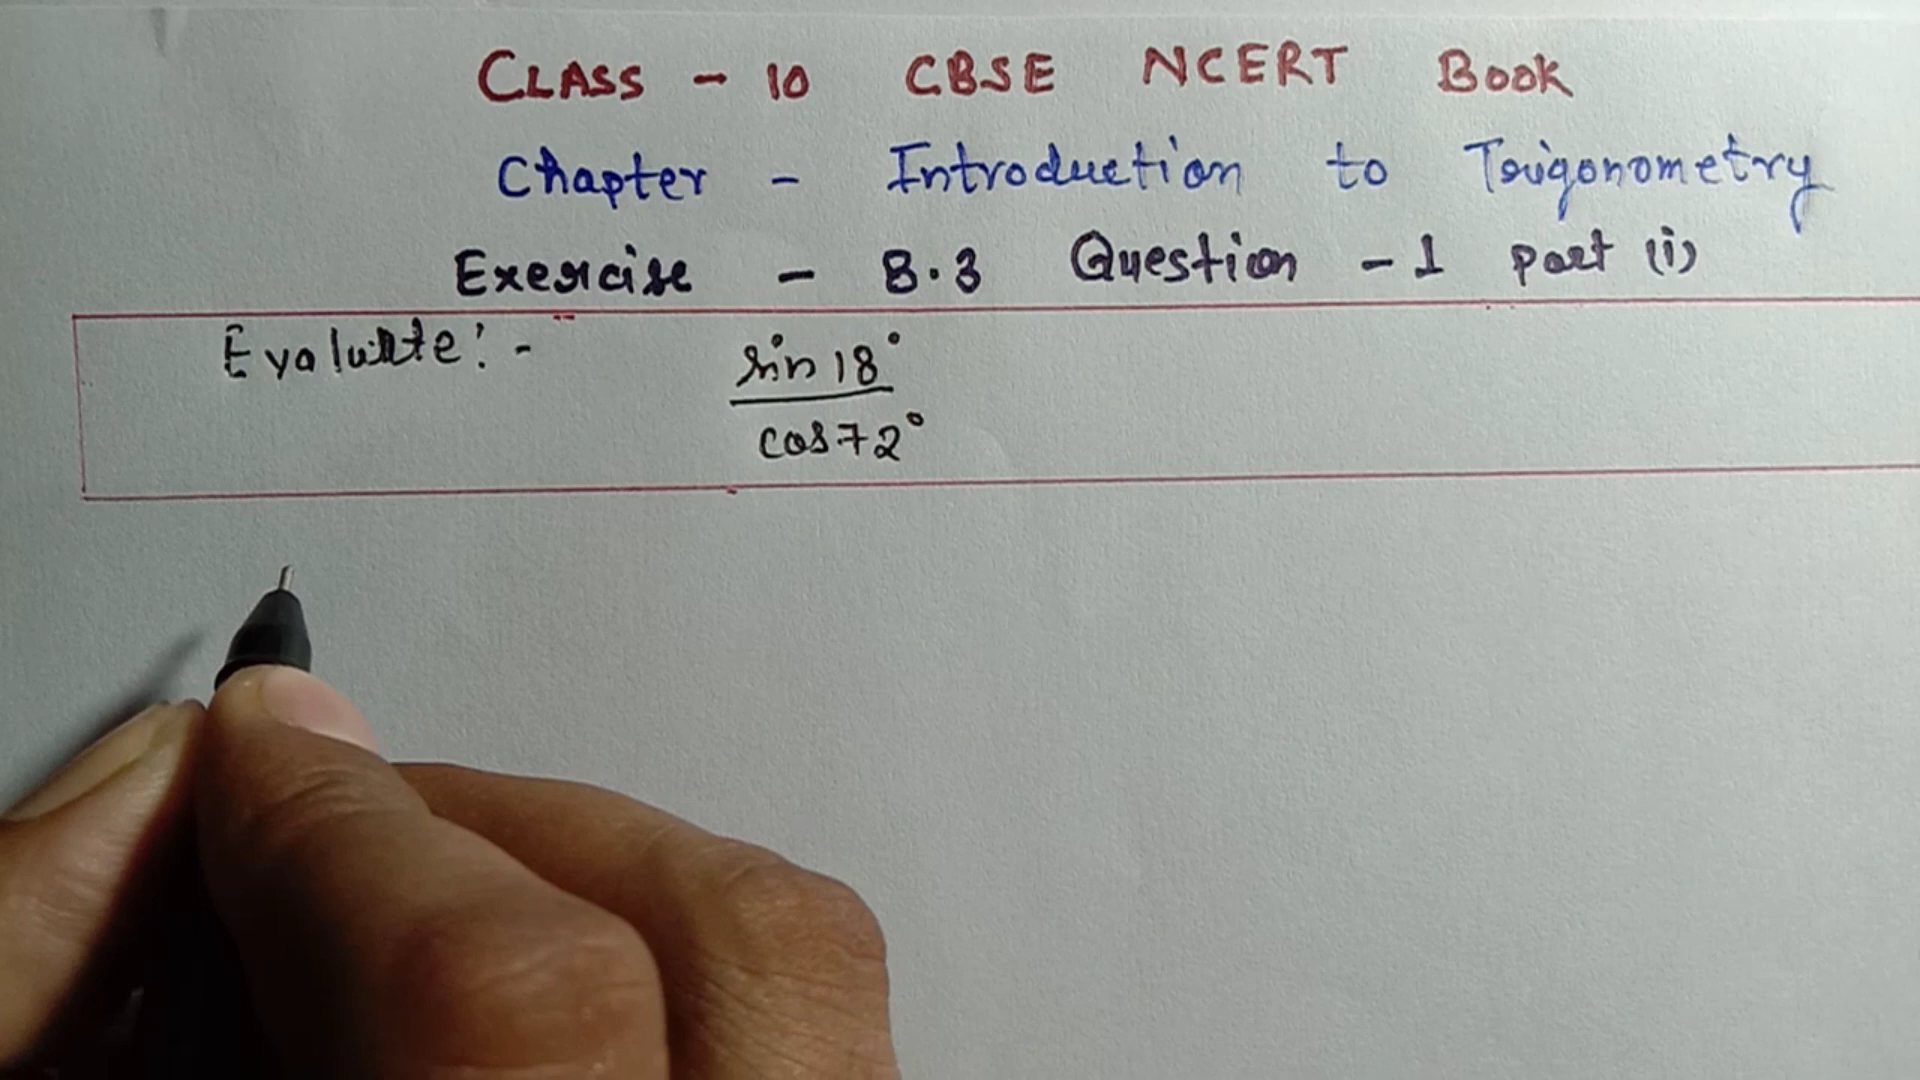 CLASS - 10 CBSE NCERT Book
Chapter - Introduction to Trigonometry
Exercise - 8.3 Question - 1 part (i)
Evaluate:- sin 18°
cos 72°